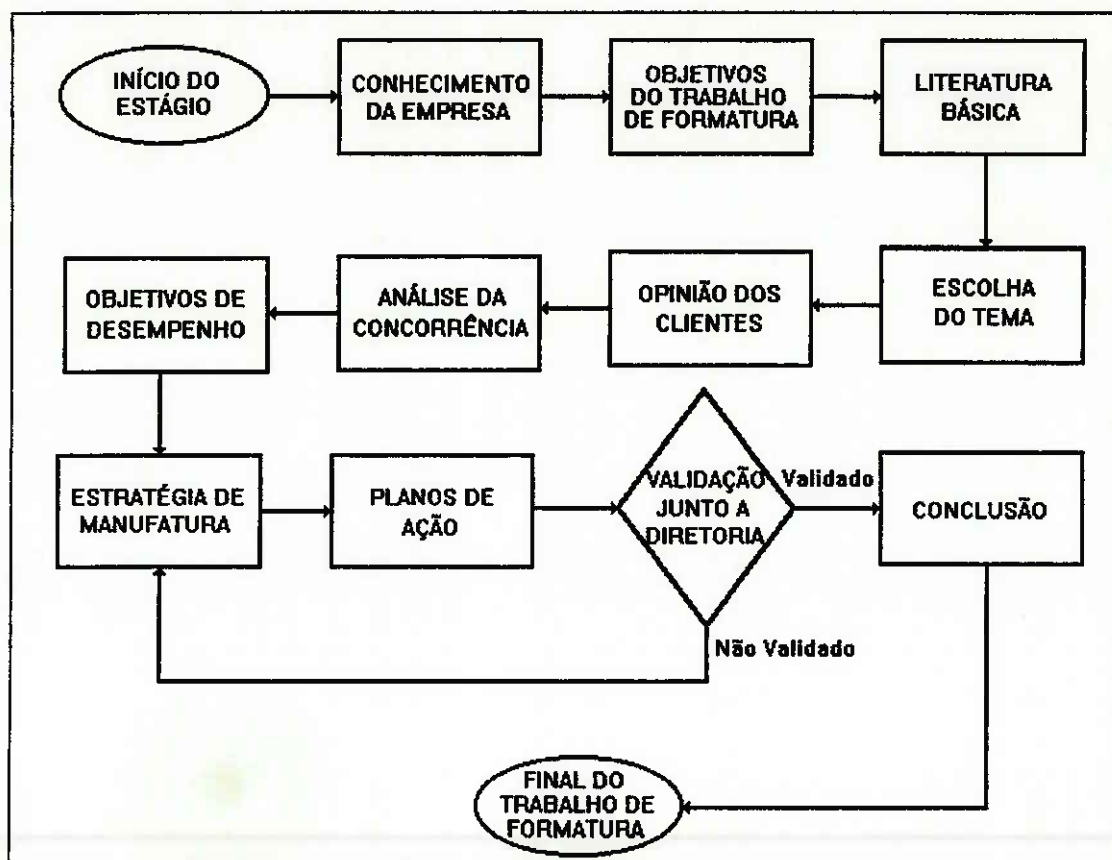 INÍCIO DO
ESTÁGIO
CONHECIMENTO
DA EMPRESA
OBJETIVOS
DO TRABALHO
DE FORMATURA
LITERATURA
BÁSICA
ESCOLHA
DO TEMA
OPINIÃO DOS
CLIENTES
ANÁLISE DA
CONCORRÊNCIA
OBJETIVOS DE
DESEMPENHO
ESTRATÉGIA DE
MANUFATURA
PLANOS DE
AÇÃO
VALIDAÇÃO
JUNTO A
DIRETORIA
Validado
Não Validado
CONCLUSÃO
FINAL DO
TRABALHO DE
FORMATURA